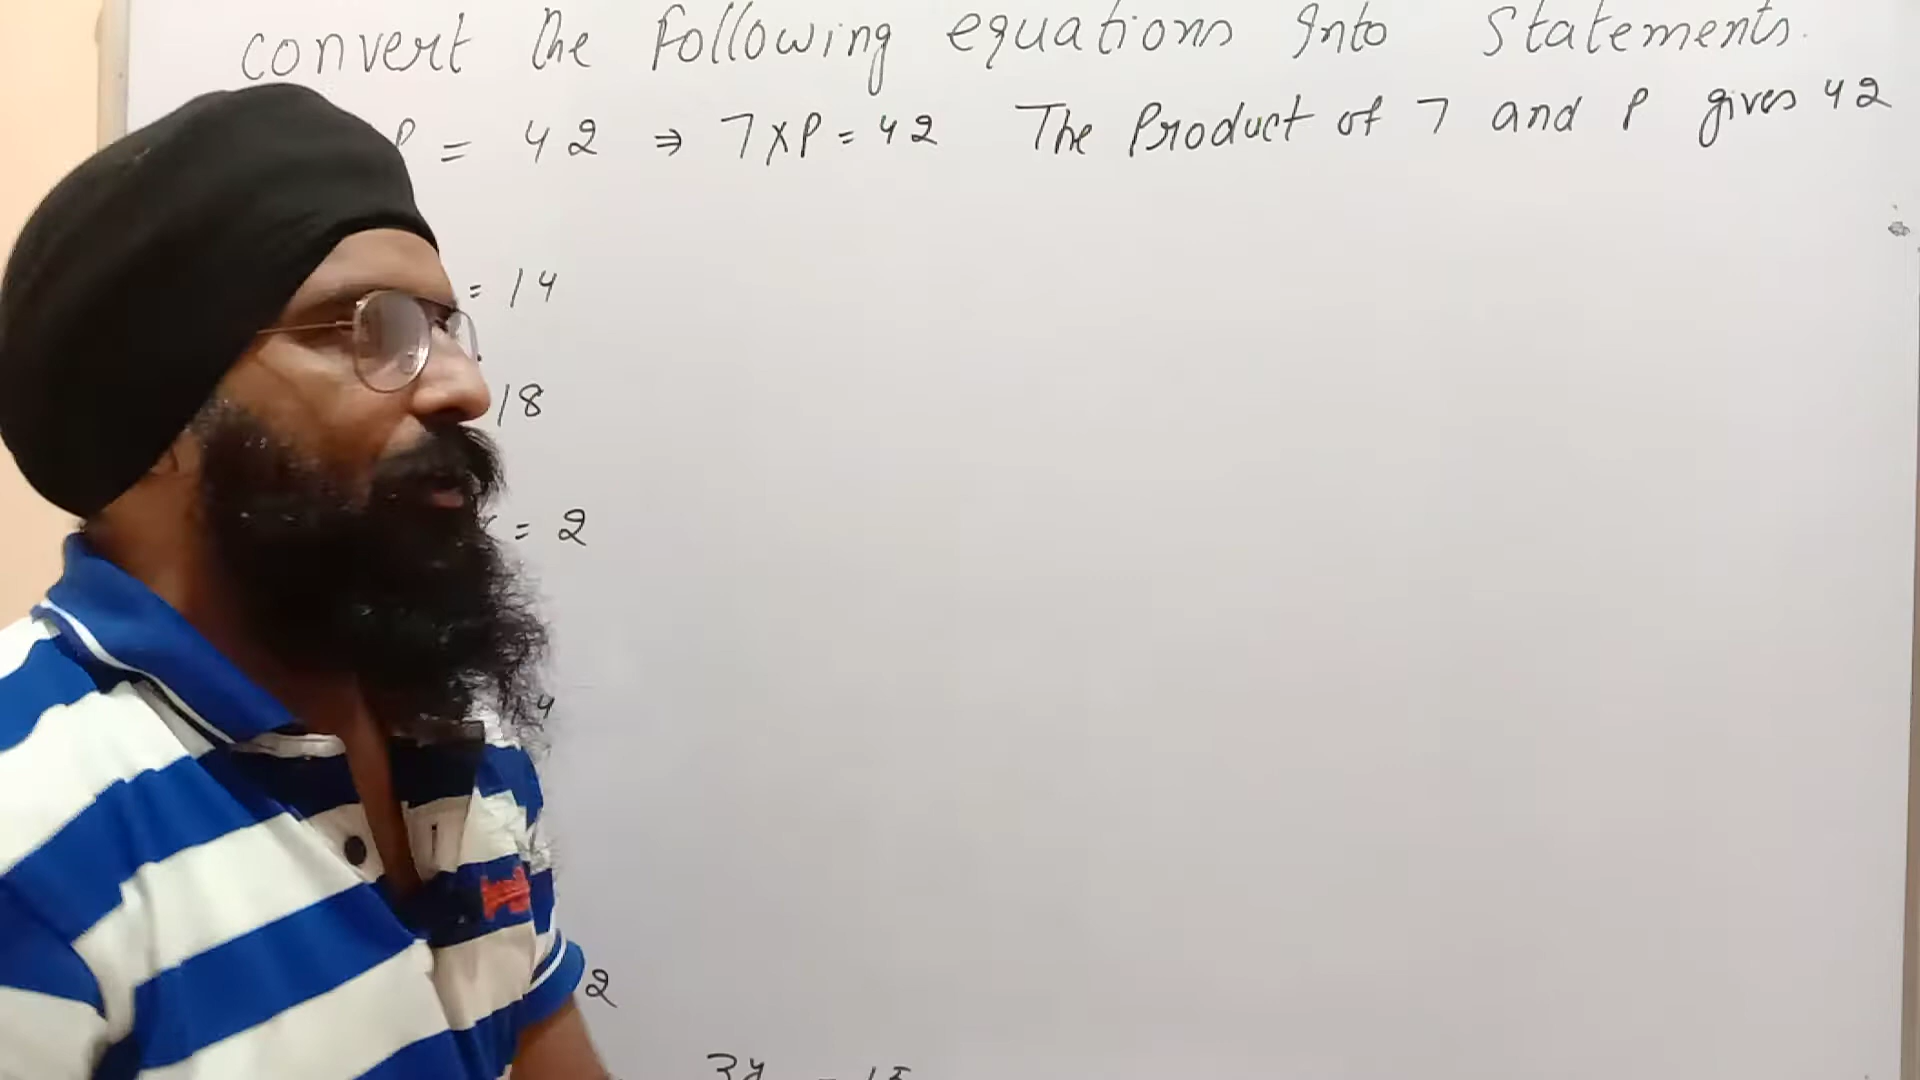 convert the Following equations Into Statements.
P = 42 ⇒ 7×P = 42 The Product of 7 and P gives 42
= 14
18
= 2
4
2
3y = 15